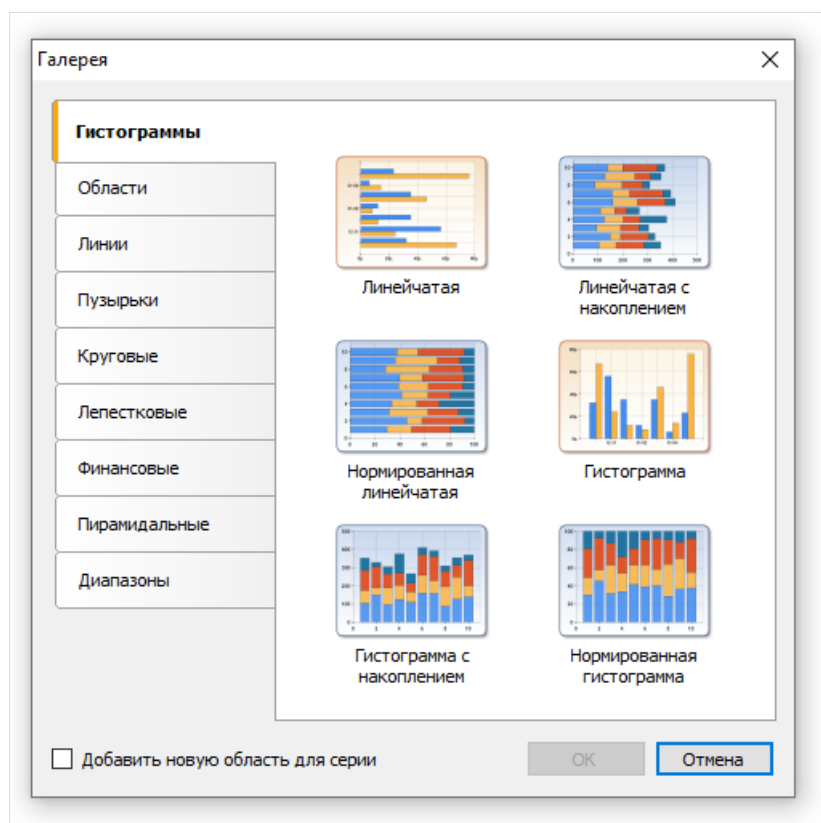 Галерея
Гистограммы
Области
Линии
Пузырьки
Круговые
Лепестковые
Финансовые
Пирамидальные
Диапазоны
Линейчатая
Линейчатая с
накоплением
Нормированная
линейчатая
Гистограмма
Гистограмма с
накоплением
Нормированная
гистограмма
Добавить новую область для серии
ОК
Отмена